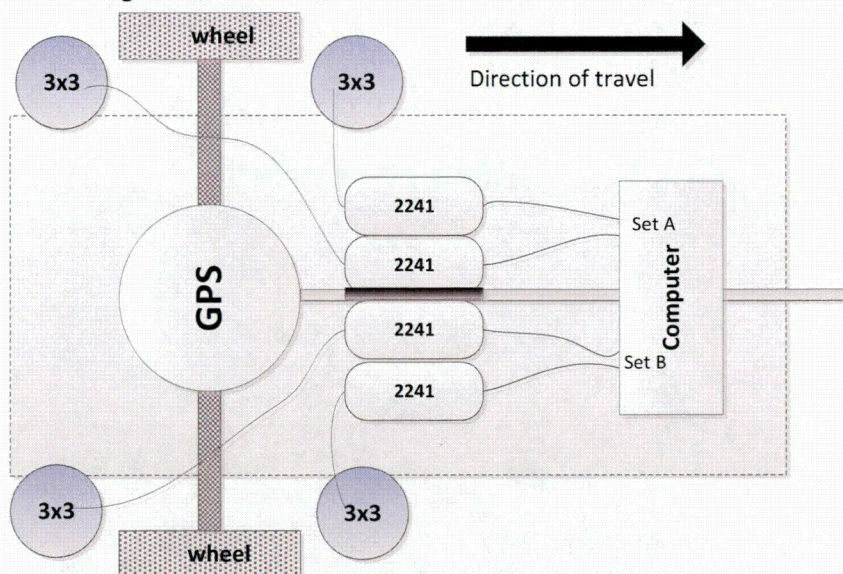 wheel
3x3
3x3
Direction of travel
2241
Set A
2241
GPS
Computer
2241
Set B
2241
3x3
3x3
wheel